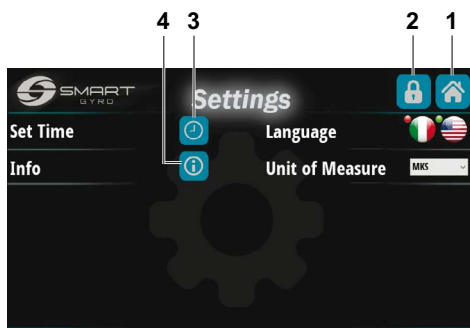 4 3 2 1
SMART
GYRO
Settings
Set Time
Language
Info
Unit of Measure
MKS